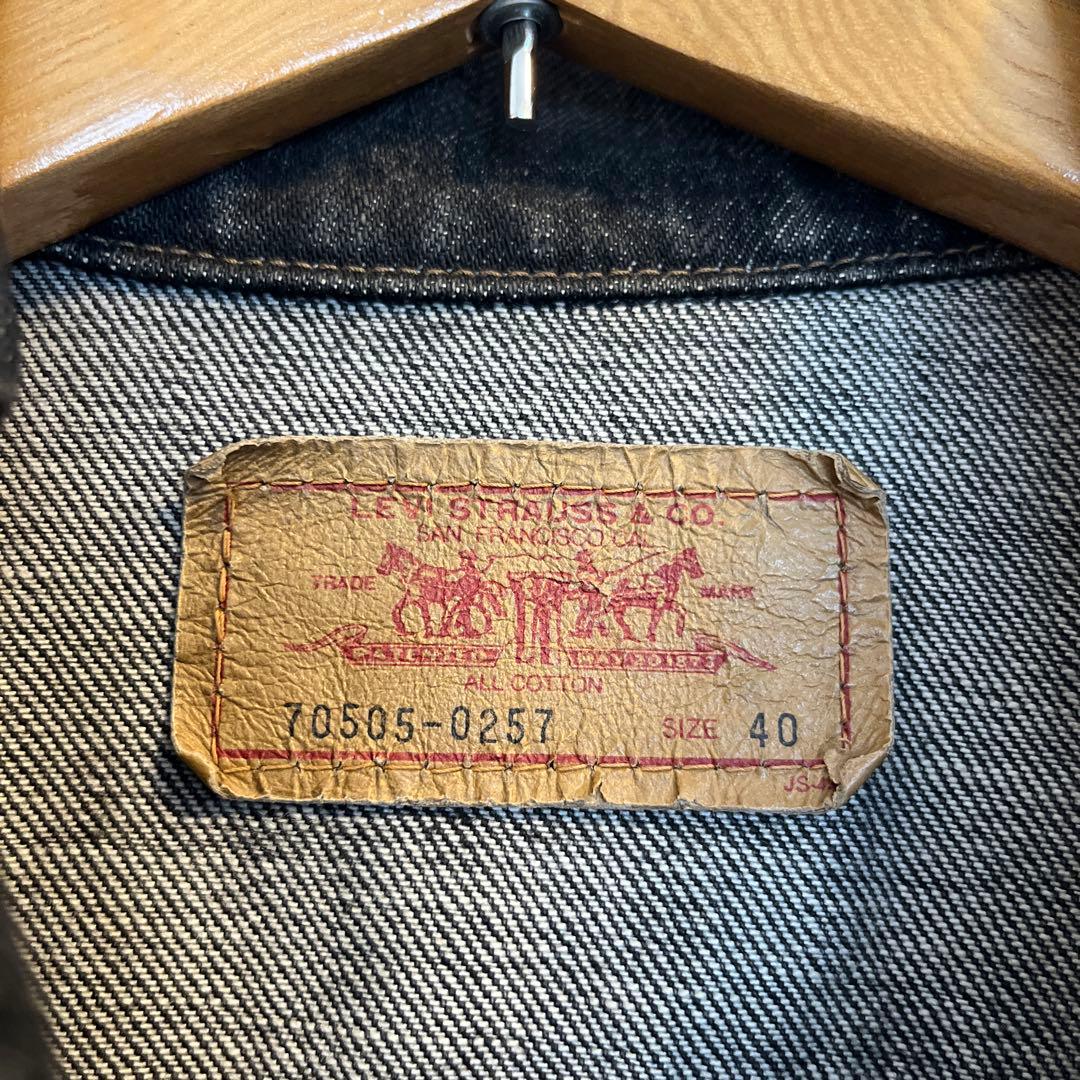 LEVI STRAUSS & CO.
SAN FRANCISCO CAL.
TRADE MARK
ALL COTTON
70505-0257 SIZE 40